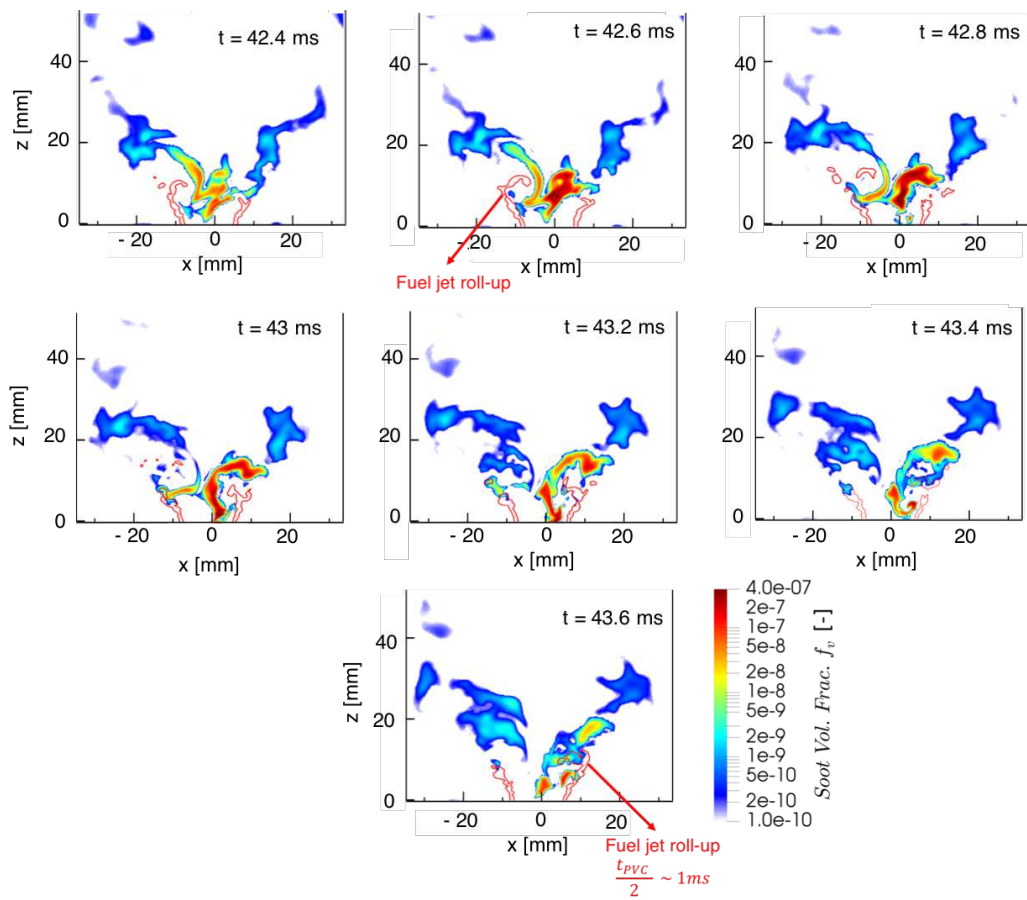 t = 42.4 ms
z [mm]
40
20
0
- 20
0
20
x [mm]
t = 42.6 ms
40
20
0
- 20
0
20
x [mm]
Fuel jet roll-up
t = 42.8 ms
40
20
0
- 20
0
20
x [mm]
t = 43 ms
z [mm]
40
20
0
- 20
0
20
x [mm]
t = 43.2 ms
40
20
0
- 20
0
20
x [mm]
t = 43.4 ms
40
20
0
- 20
0
20
x [mm]
t = 43.6 ms
z [mm]
40
20
0
- 20
0
20
x [mm]
Fuel jet roll-up
t_PVC/2 ~ 1ms
4.0e-07
2e-7
1e-7
5e-8
2e-8
1e-8
5e-9
2e-9
1e-9
5e-10
2e-10
1.0e-10
Soot Vol. Frac. f_v [-]